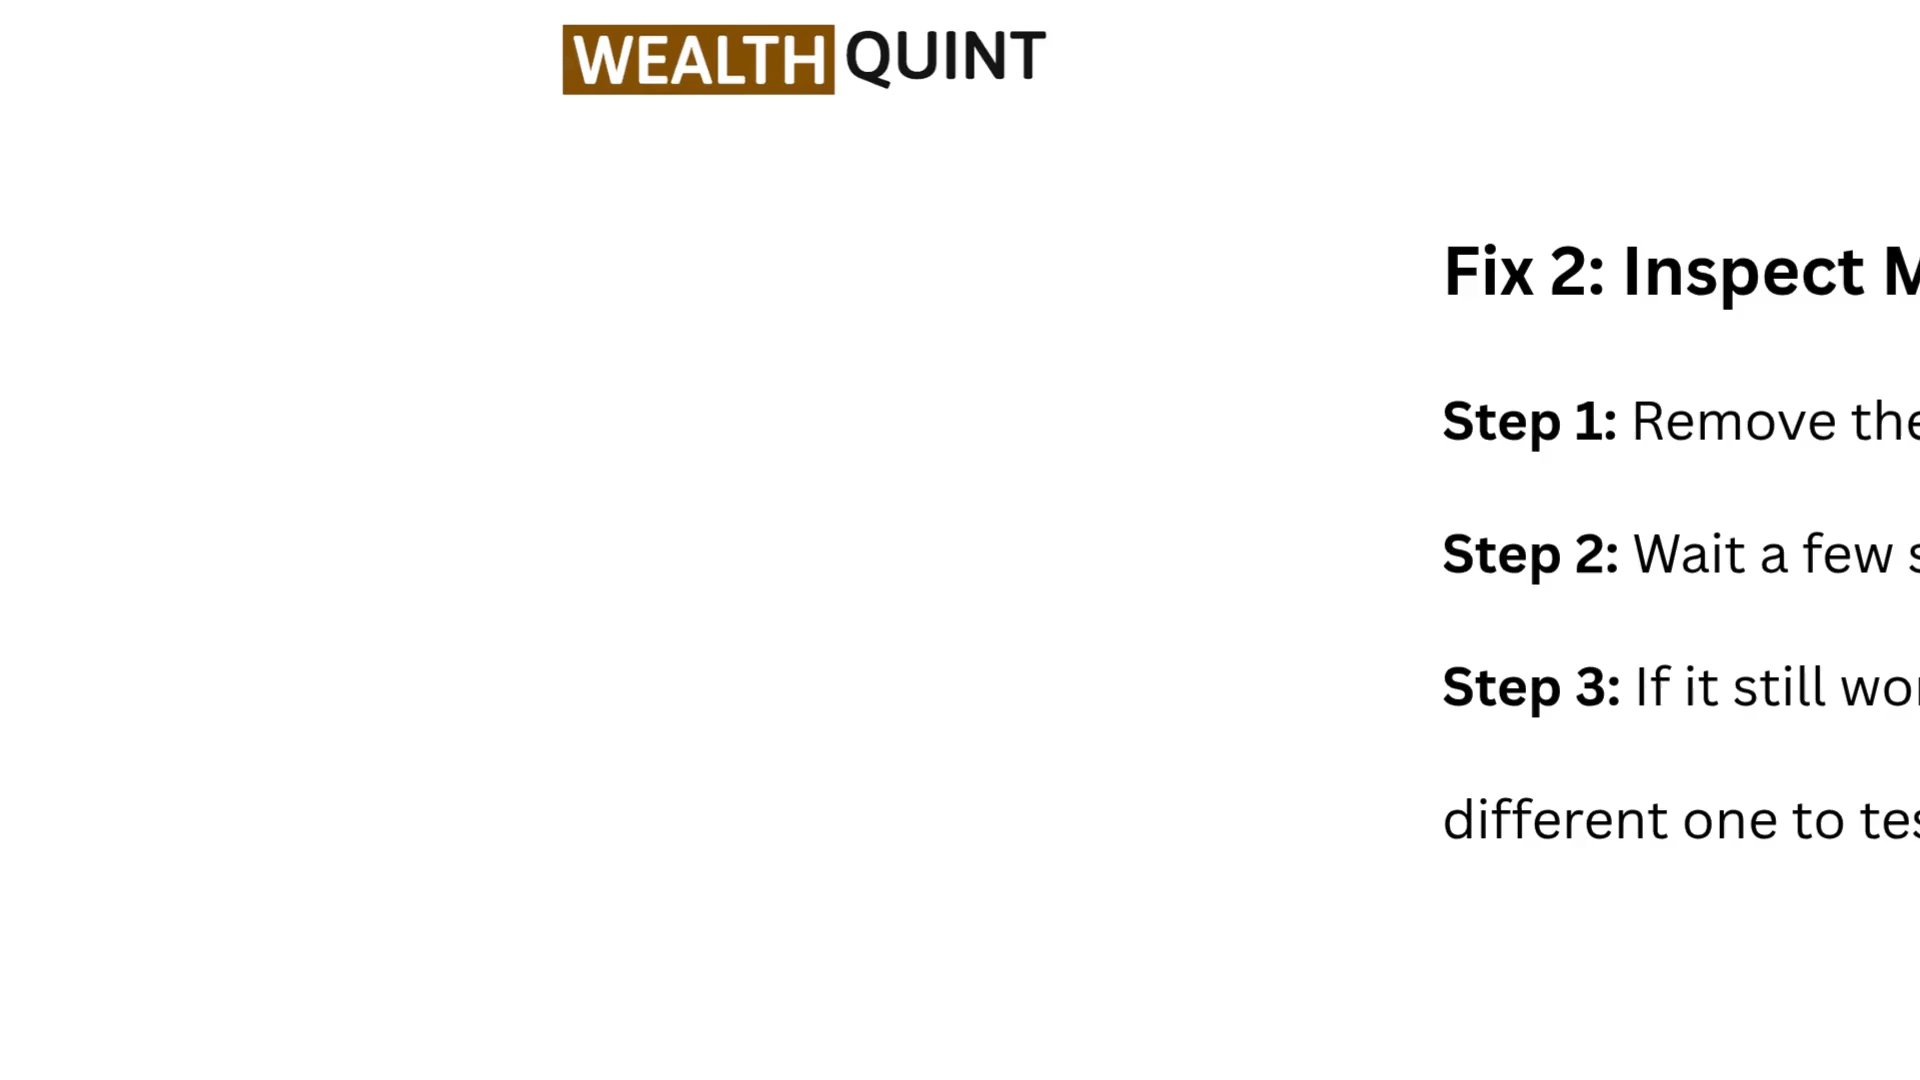 WEALTH QUINT
Fix 2: Inspect
Step 1: Remove the
Step 2: Wait a few
Step 3: If it still
different one to